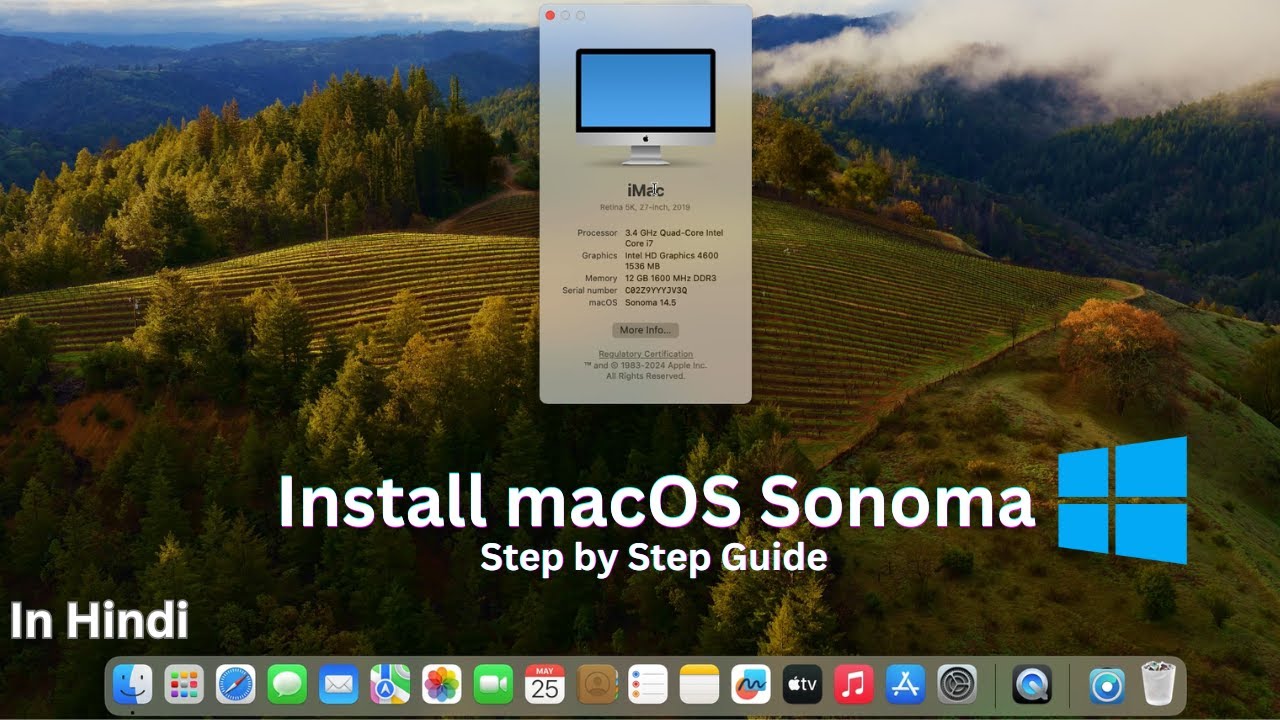 iMac
Retina 5K, 27-inch, 2019
Processor 3.4 GHz Quad-Core Intel
Core i7
Graphics Intel HD Graphics 4600
1536 MB
Memory 12 GB 1600 MHz DDR3
Serial number C02Z9YYYJV3Q
macOS Sonoma 14.5
More Info...
Regulatory Certification
™ and © 1983-2024 Apple Inc.
All Rights Reserved.
Install macOS Sonoma
Step by Step Guide
In Hindi
MAY
25
tv